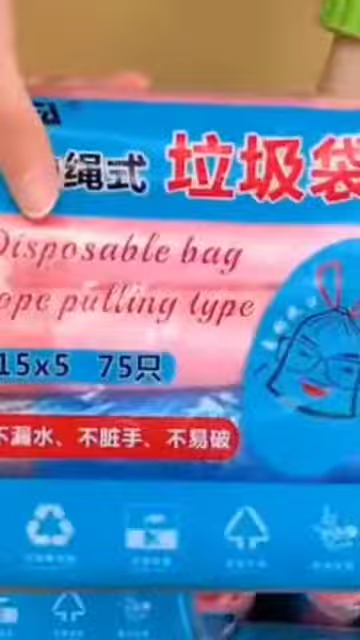 绳式 垃圾袋
Disposable bag
ope pulling type
15x5 75只
不漏水、不脏手、不易破